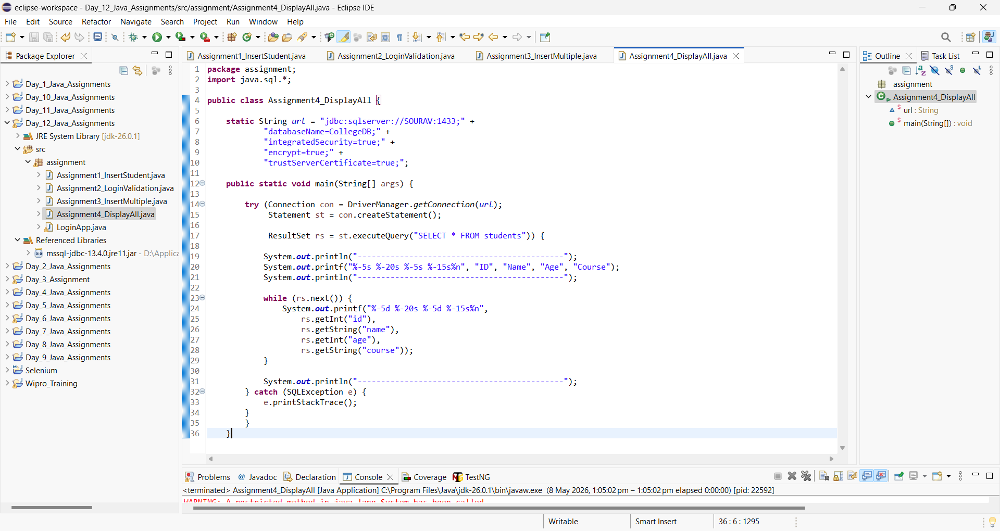 eclipse-workspace - Day_12_Java_Assignments/src/assignment/Assignment4_DisplayAll.java - Eclipse IDE
File Edit Source Refactor Navigate Search Project Run Window Help
Package Explorer
Day_1_Java_Assignments
Day_10_Java_Assignments
Day_11_Java_Assignments
Day_12_Java_Assignments
JRE System Library [jdk-26.0.1]
src
assignment
Assignment1_InsertStudent.java
Assignment2_LoginValidation.java
Assignment3_InsertMultiple.java
Assignment4_DisplayAll.java
LoginApp.java
Referenced Libraries
mssql-jdbc-13.4.0.jre11.jar - D:\Applica
Day_2_Java_Assignments
Day_3_Assignment
Day_4_Java_Assignments
Day_5_Java_Assignments
Day_6_Java_Assignments
Day_7_Java_Assignments
Day_8_Java_Assignments
Day_9_Java_Assignments
Selenium
Wipro_Training
Assignment1_InsertStudent.java Assignment2_LoginValidation.java Assignment3_InsertMultiple.java Assignment4_DisplayAll.java
1 package assignment;
2 import java.sql.*;
3
4 public class Assignment4_DisplayAll {
5
6 static String url = "jdbc:sqlserver://SOURAV:1433;" +
7 "databaseName=CollegeDB;" +
8 "integratedSecurity=true;" +
9 "encrypt=true;" +
10 "trustServerCertificate=true;";
11
12 public static void main(String[] args) {
13
14 try (Connection con = DriverManager.getConnection(url);
15 Statement st = con.createStatement();
16
17 ResultSet rs = st.executeQuery("SELECT * FROM students")) {
18
19 System.out.println("--------------------------------------------");
20 System.out.printf("%-5s %-20s %-5s %-15s%n", "ID", "Name", "Age", "Course");
21 System.out.println("--------------------------------------------");
22
23 while (rs.next()) {
24 System.out.printf("%-5d %-20s %-5d %-15s%n",
25 rs.getInt("id"),
26 rs.getString("name"),
27 rs.getInt("age"),
28 rs.getString("course"));
29 }
30
31 System.out.println("--------------------------------------------");
32 } catch (SQLException e) {
33 e.printStackTrace();
34 }
35 }
36 }
Outline Task List
assignment
Assignment4_DisplayAll
url : String
main(String[]) : void
Problems Javadoc Declaration Console Coverage TestNG
<terminated> Assignment4_DisplayAll [Java Application] C:\Program Files\Java\jdk-26.0.1\bin\javaw.exe (8 May 2026, 1:05:02 pm – 1:05:02 pm elapsed 0:00:00) [pid: 22592]
WARNING: A restricted method in java.lang.System has been called
Writable Smart Insert 36 : 6 : 1295